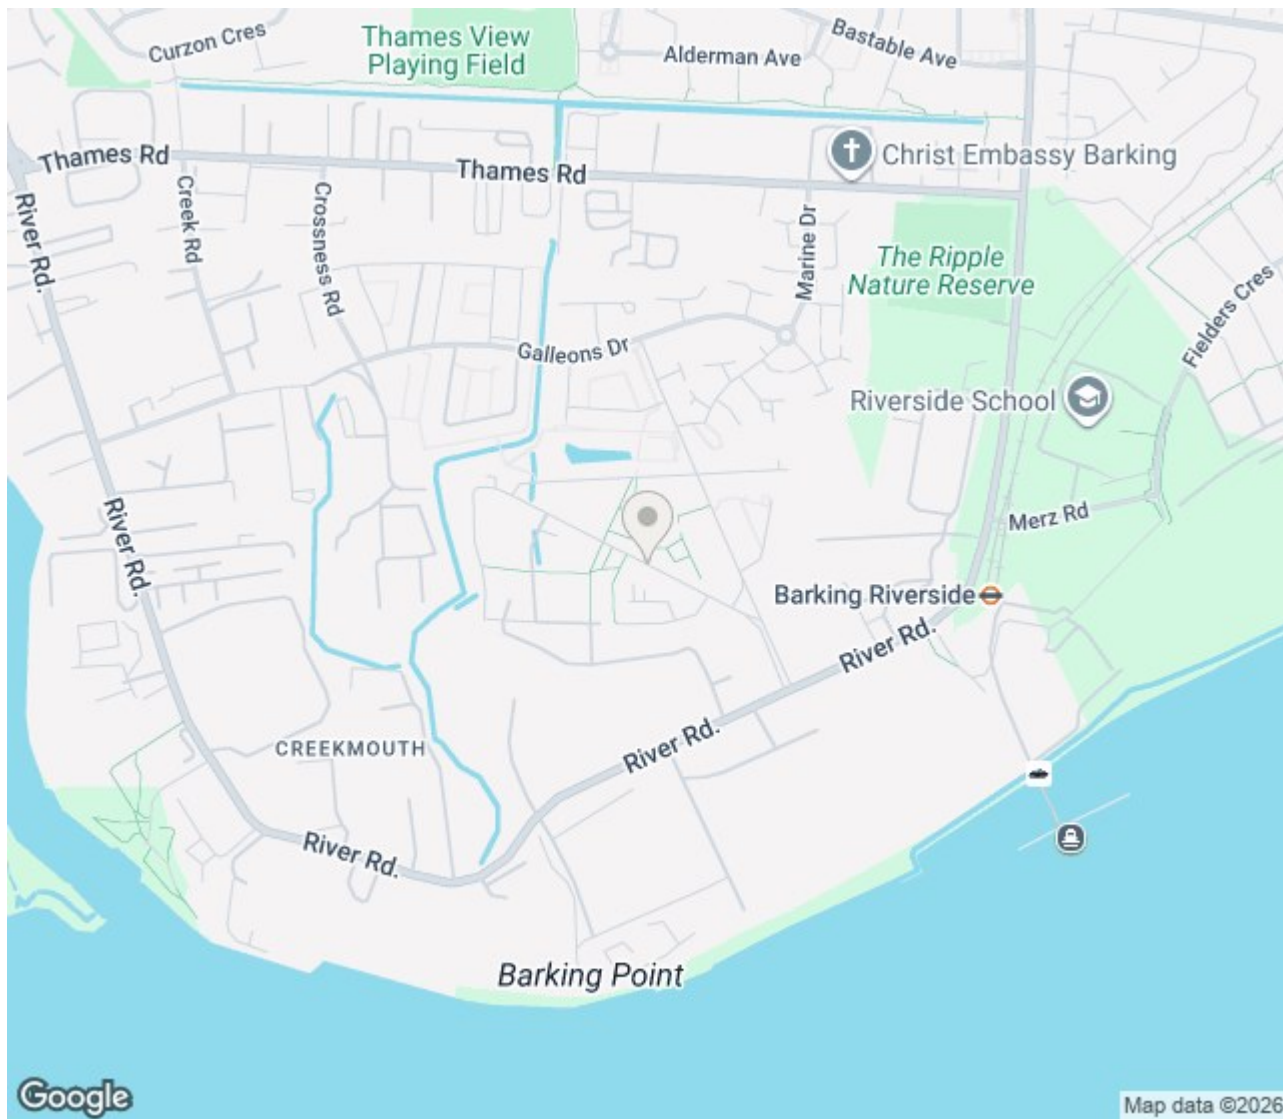 Curzon Cres
Thames View
Playing Field
Alderman Ave
Bastable Ave
Thames Rd
Thames Rd
Christ Embassy Barking
River Rd.
Creek Rd
Crossness Rd
Marine Dr
The Ripple
Nature Reserve
Fielders Cres
Galleons Dr
Riverside School
River Rd.
Merz Rd
Barking Riverside
River Rd.
River Rd.
CREEKMOUTH
River Rd.
Barking Point
Google
Map data ©2026